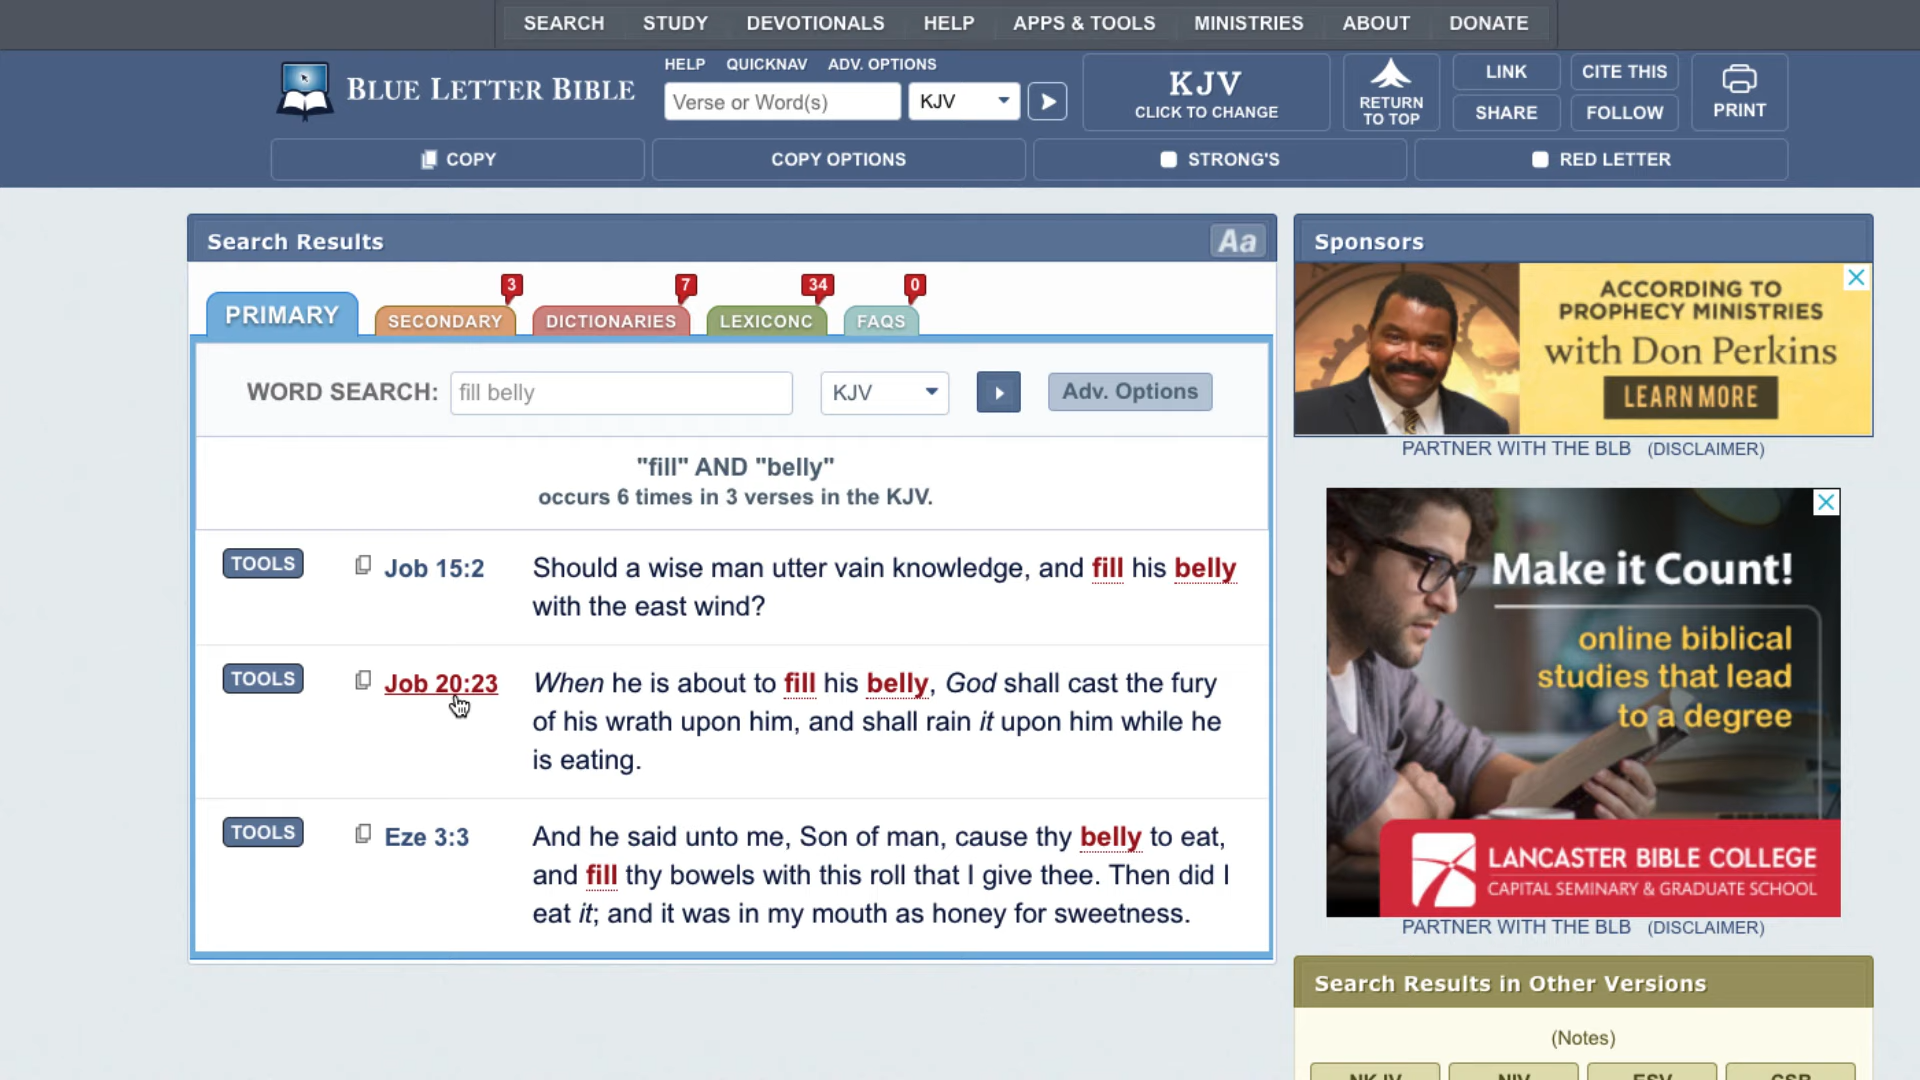 SEARCH STUDY DEVOTIONALS HELP APPS & TOOLS MINISTRIES ABOUT DONATE
BLUE LETTER BIBLE
HELP QUICKNAV ADV. OPTIONS
Verse or Word(s) KJV
KJV
CLICK TO CHANGE
RETURN
TO TOP
LINK CITE THIS
SHARE FOLLOW
PRINT
COPY COPY OPTIONS STRONG'S RED LETTER
Search Results Aa
3 7 34 0
PRIMARY SECONDARY DICTIONARIES LEXICONC FAQS
WORD SEARCH: fill belly KJV Adv. Options
"fill" AND "belly"
occurs 6 times in 3 verses in the KJV.
TOOLS Job 15:2 Should a wise man utter vain knowledge, and fill his belly
with the east wind?
TOOLS Job 20:23 When he is about to fill his belly, God shall cast the fury
of his wrath upon him, and shall rain it upon him while he
is eating.
TOOLS Eze 3:3 And he said unto me, Son of man, cause thy belly to eat,
and fill thy bowels with this roll that I give thee. Then did I
eat it; and it was in my mouth as honey for sweetness.
Sponsors
ACCORDING TO
PROPHECY MINISTRIES
with Don Perkins
LEARN MORE
PARTNER WITH THE BLB (DISCLAIMER)
Make it Count!
online biblical
studies that lead
to a degree
LANCASTER BIBLE COLLEGE
CAPITAL SEMINARY & GRADUATE SCHOOL
PARTNER WITH THE BLB (DISCLAIMER)
Search Results in Other Versions
(Notes)
NKJV NIV ESV CSB